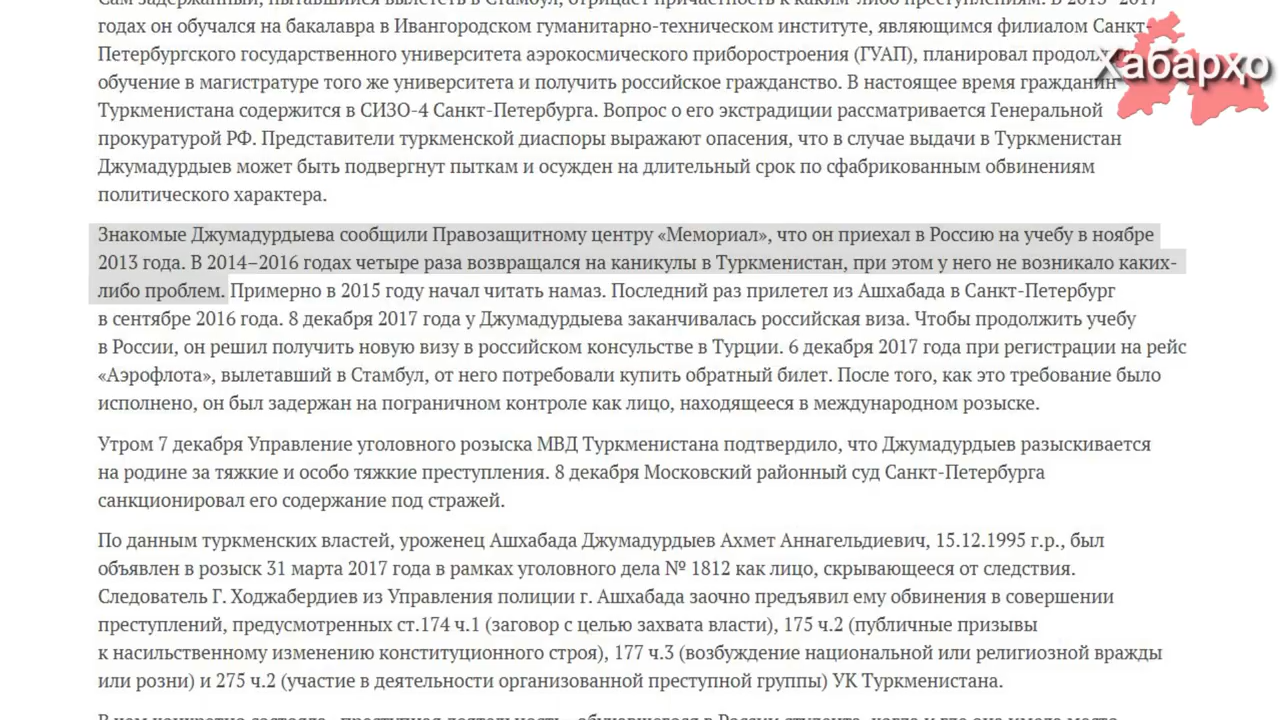 Сам задержанный, пытавшийся вылететь в Стамбул, отрицает причастность к каким-либо преступлениям. В 2013–2017
годах он обучался на бакалавра в Ивангородском гуманитарно-техническом институте, являющимся филиалом Санкт-
Петербургского государственного университета аэрокосмического приборостроения (ГУАП), планировал
обучение в магистратуре того же университета и получить российское гражданство. В настоящее время гражданин
Туркменистана содержится в СИЗО-4 Санкт-Петербурга. Вопрос о его экстрадиции рассматривается Генеральной
прокуратурой РФ. Представители туркменской диаспоры выражают опасения, что в случае выдачи в Туркменистан
Джумадурдыев может быть подвергнут пыткам и осужден на длительный срок по сфабрикованным обвинениям
политического характера.
Хабарҳо
Знакомые Джумадурдыева сообщили Правозащитному центру «Мемориал», что он приехал в Россию на учебу в ноябре
2013 года. В 2014–2016 годах четыре раза возвращался на каникулы в Туркменистан, при этом у него не возникало каких-
либо проблем. Примерно в 2015 году начал читать намаз. Последний раз прилетел из Ашхабада в Санкт-Петербург
в сентябре 2016 года. 8 декабря 2017 года у Джумадурдыева заканчивалась российская виза. Чтобы продолжить учебу
в России, он решил получить новую визу в российском консульстве в Турции. 6 декабря 2017 года при регистрации на рейс
«Аэрофлота», вылетавший в Стамбул, от него потребовали купить обратный билет. После того, как это требование было
исполнено, он был задержан на пограничном контроле как лицо, находящееся в международном розыске.
Утром 7 декабря Управление уголовного розыска МВД Туркменистана подтвердило, что Джумадурдыев разыскивается
на родине за тяжкие и особо тяжкие преступления. 8 декабря Московский районный суд Санкт-Петербурга
санкционировал его содержание под стражей.
По данным туркменских властей, уроженец Ашхабада Джумадурдыев Ахмет Аннагельдиевич, 15.12.1995 г.р., был
объявлен в розыск 31 марта 2017 года в рамках уголовного дела № 1812 как лицо, скрывающееся от следствия.
Следователь Г. Ходжабердиев из Управления полиции г. Ашхабада заочно предъявил ему обвинения в совершении
преступлений, предусмотренных ст.174 ч.1 (заговор с целью захвата власти), 175 ч.2 (публичные призывы
к насильственному изменению конституционного строя), 177 ч.3 (возбуждение национальной или религиозной вражды
или розни) и 275 ч.2 (участие в деятельности организованной преступной группы) УК Туркменистана.